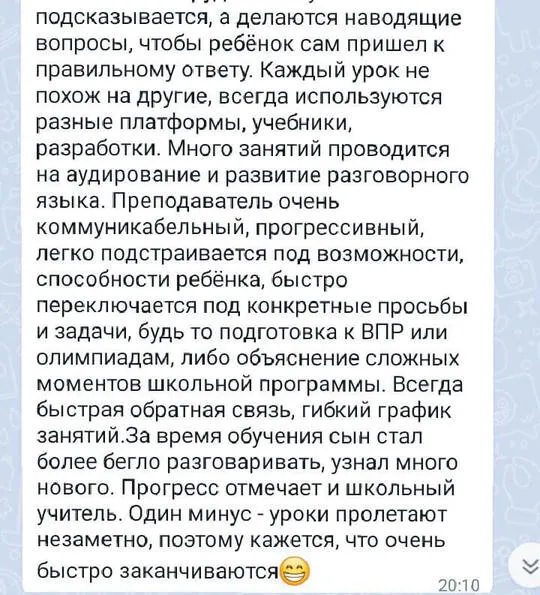 подсказывается, а делаются наводящие
вопросы, чтобы ребёнок сам пришел к
правильному ответу. Каждый урок не
похож на другие, всегда используются
разные платформы, учебники,
разработки. Много занятий проводится
на аудирование и развитие разговорного
языка. Преподаватель очень
коммуникабельный, прогрессивный,
легко подстраивается под возможности,
способности ребёнка, быстро
переключается под конкретные просьбы
и задачи, будь то подготовка к ВПР или
олимпиадам, либо объяснение сложных
моментов школьной программы. Всегда
быстрая обратная связь, гибкий график
занятий.За время обучения сын стал
более бегло разговаривать, узнал много
нового. Прогресс отмечает и школьный
учитель. Один минус - уроки пролетают
незаметно, поэтому кажется, что очень
быстро заканчиваются😁
20:10